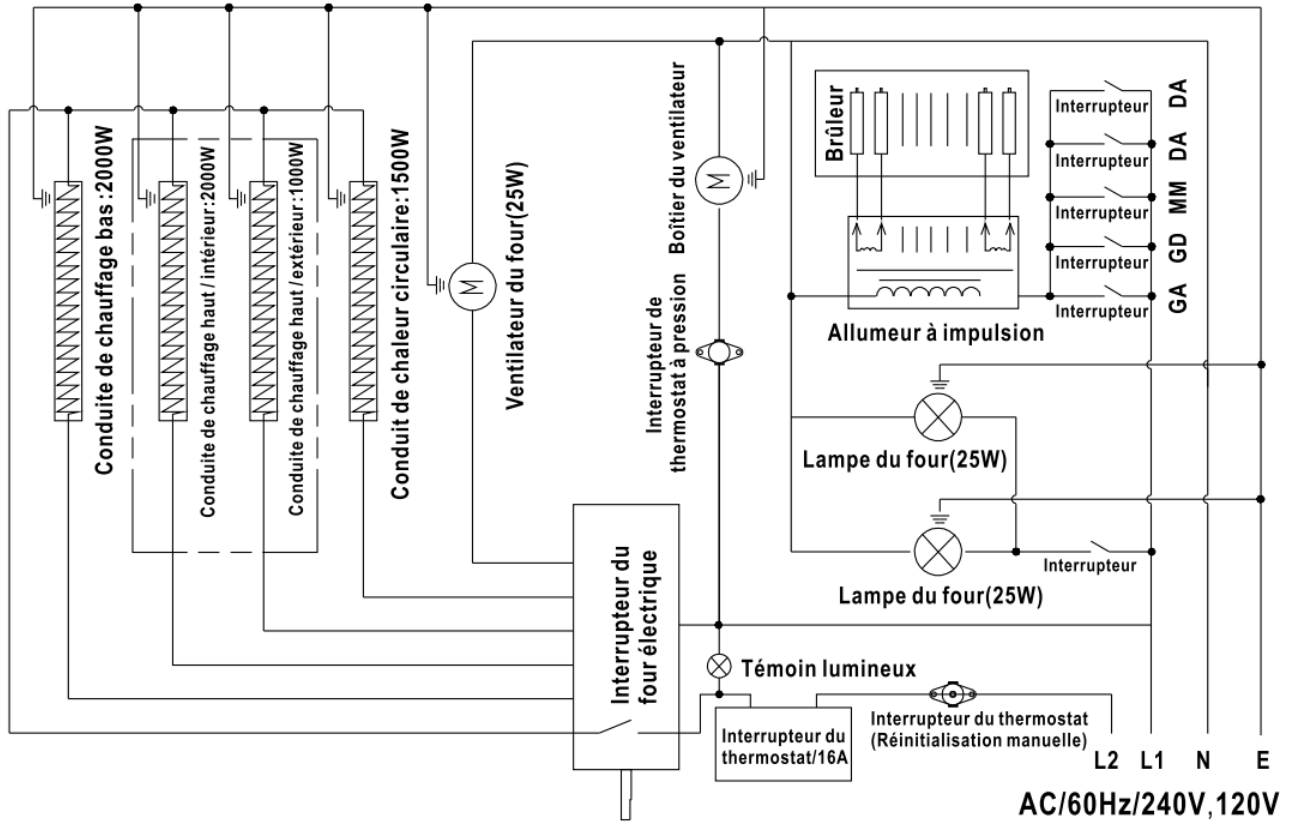 Conduite de chauffage bas :2000W
Conduite de chauffage haut / intérieur :2000W
Conduite de chauffage haut / extérieur :1000W
Conduit de chaleur circulaire:1500W
M
Ventilateur du four(25W)
Boîtier du ventilateur
M
Interrupteur de
thermostat à pression
Brûleur
Allumeur à impulsion
Interrupteur
DA
Interrupteur
DA
Interrupteur
MM
Interrupteur
GD
Interrupteur
GA
Lampe du four(25W)
Lampe du four(25W)
Interrupteur
Interrupteur du
four électrique
Témoin lumineux
Interrupteur du
thermostat/16A
Interrupteur du thermostat
(Réinitialisation manuelle)
L2 L1 N E
AC/60Hz/240V,120V